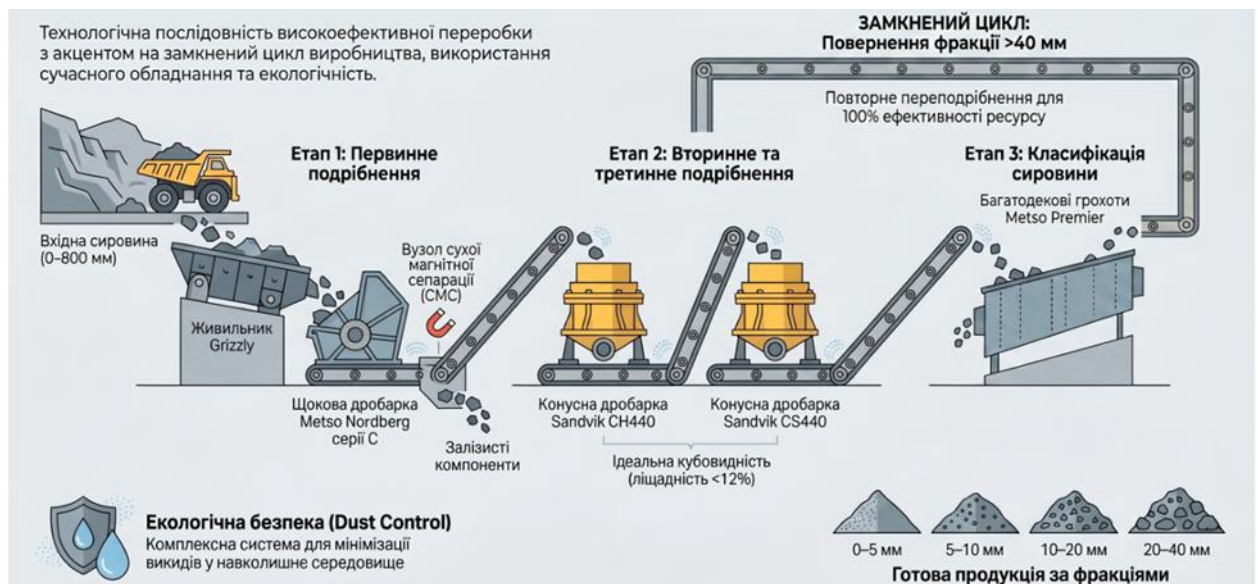 Технологічна послідовність високоефективної переробки
з акцентом на замкнений цикл виробництва, використання
сучасного обладнання та екологічність.
ЗАМКНЕНИЙ ЦИКЛ:
Повернення фракції >40 мм
Повторне переподрібнення для
100% ефективності ресурсу
Етап 1: Первинне
подрібнення
Етап 2: Вторинне та
третинне подрібнення
Етап 3: Класифікація
сировини
Багатодекові грохоти
Metso Premier
Вхідна сировина
(0–800 мм)
Вузол сухої
магнітної
сепарації
(СМС)
Живильник
Grizzly
Щокова дробарка
Metso Nordberg
серії C
Залізисті
компоненти
Конусна дробарка
Sandvik CH440
Конусна дробарка
Sandvik CS440
Ідеальна кубовидність
(ліщадність <12%)
Екологічна безпека (Dust Control)
Комплексна система для мінімізації
викидів у навколишне середовище
0–5 мм
5–10 мм
10–20 мм
20–40 мм
Готова продукція за фракціями